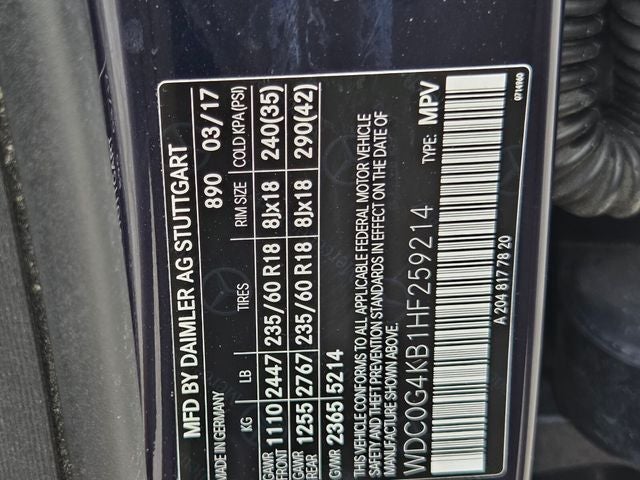 MFD BY DAIMLER AG STUTTGART
MADE IN GERMANY 890 03/17
KG LB TIRES RIM SIZE COLD KPA(PSI)
GAWR FRONT 1110 2447 235/60 R18 8Jx18 240(35)
GAWR REAR 1255 2767 235/60 R18 8Jx18 290(42)
GVWR 2365 5214
THIS VEHICLE CONFORMS TO ALL APPLICABLE FEDERAL MOTOR VEHICLE
SAFETY AND THEFT PREVENTION STANDARDS IN EFFECT ON THE DATE OF
MANUFACTURE SHOWN ABOVE.
WDC0G4KB1HF259214 TYPE: MPV
A 204 817 78 20